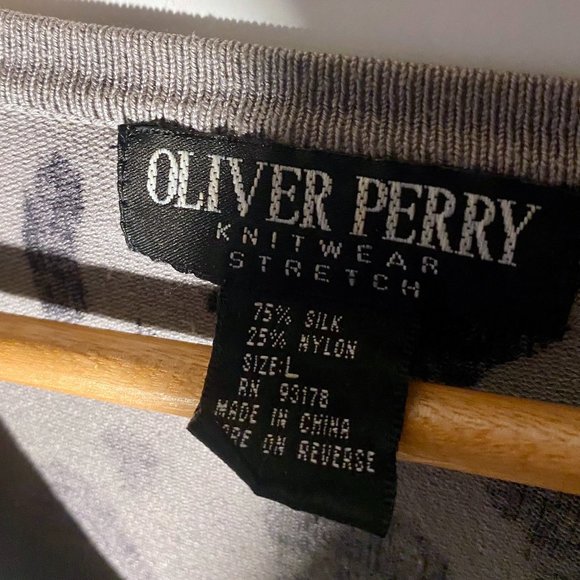 OLIVER PERRY
KNITWEAR
STRETCH
75% SILK
25% NYLON
SIZE:L
RN 93178
MADE IN CHINA
ON REVERSE